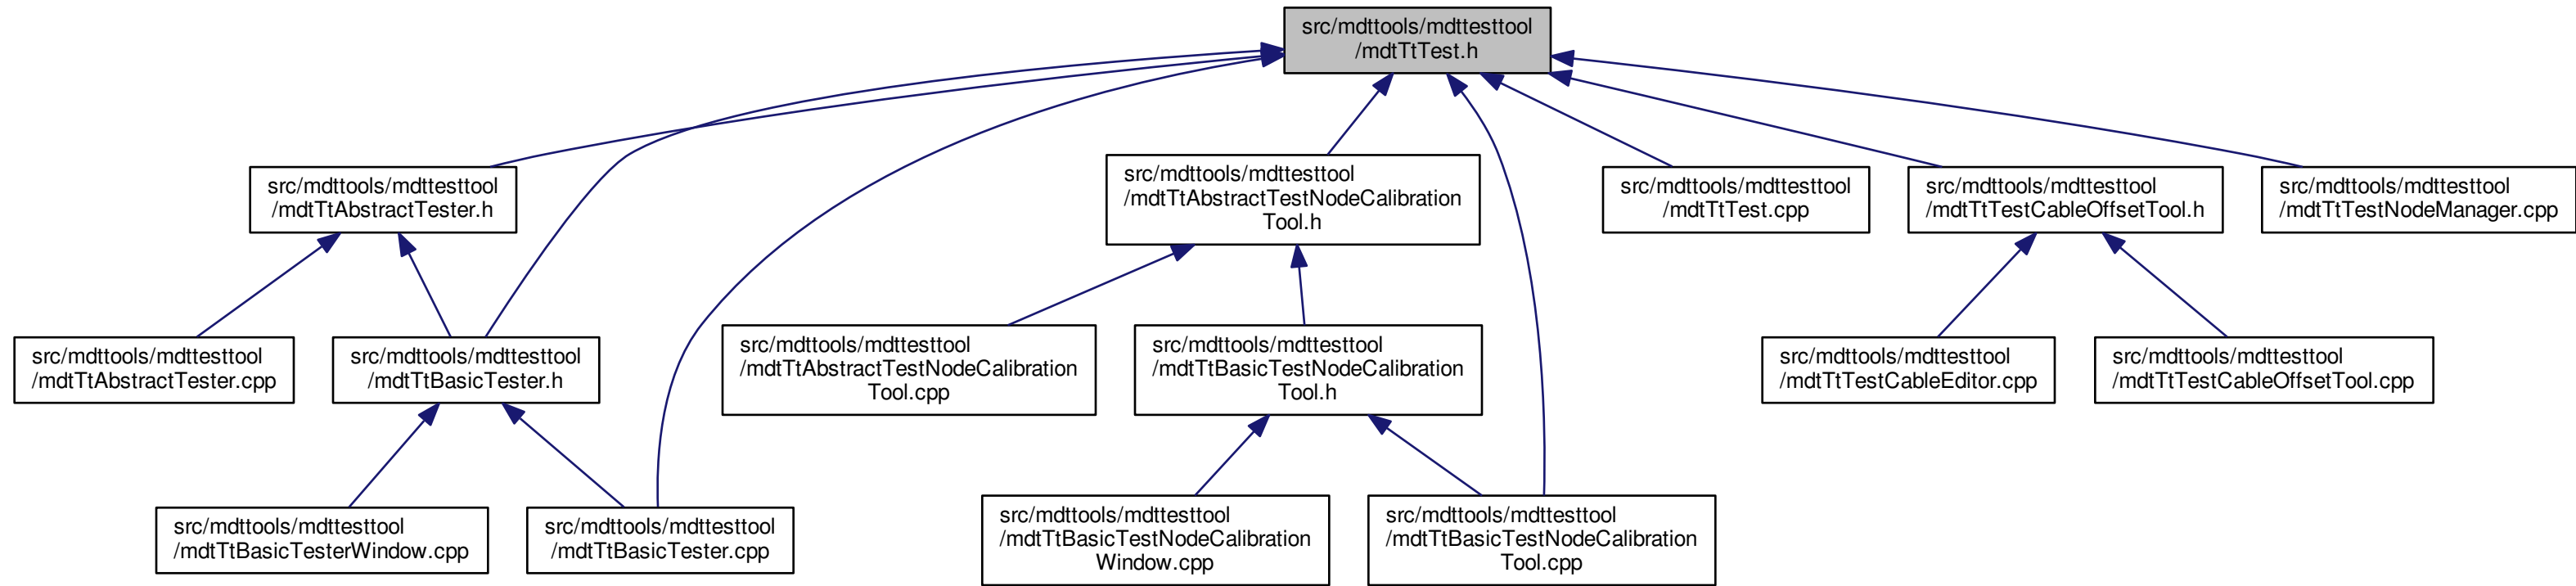 src/mdttools/mdttesttool
/mdtTtTest.h
src/mdttools/mdttesttool
/mdtTtAbstractTester.h
src/mdttools/mdttesttool
/mdtTtAbstractTestNodeCalibration
Tool.h
src/mdttools/mdttesttool
/mdtTtTest.cpp
src/mdttools/mdttesttool
/mdtTtTestCableOffsetTool.h
src/mdttools/mdttesttool
/mdtTtTestNodeManager.cpp
src/mdttools/mdttesttool
/mdtTtAbstractTester.cpp
src/mdttools/mdttesttool
/mdtTtBasicTester.h
src/mdttools/mdttesttool
/mdtTtAbstractTestNodeCalibration
Tool.cpp
src/mdttools/mdttesttool
/mdtTtBasicTestNodeCalibration
Tool.h
src/mdttools/mdttesttool
/mdtTtTestCableEditor.cpp
src/mdttools/mdttesttool
/mdtTtTestCableOffsetTool.cpp
src/mdttools/mdttesttool
/mdtTtBasicTesterWindow.cpp
src/mdttools/mdttesttool
/mdtTtBasicTester.cpp
src/mdttools/mdttesttool
/mdtTtBasicTestNodeCalibration
Window.cpp
src/mdttools/mdttesttool
/mdtTtBasicTestNodeCalibration
Tool.cpp